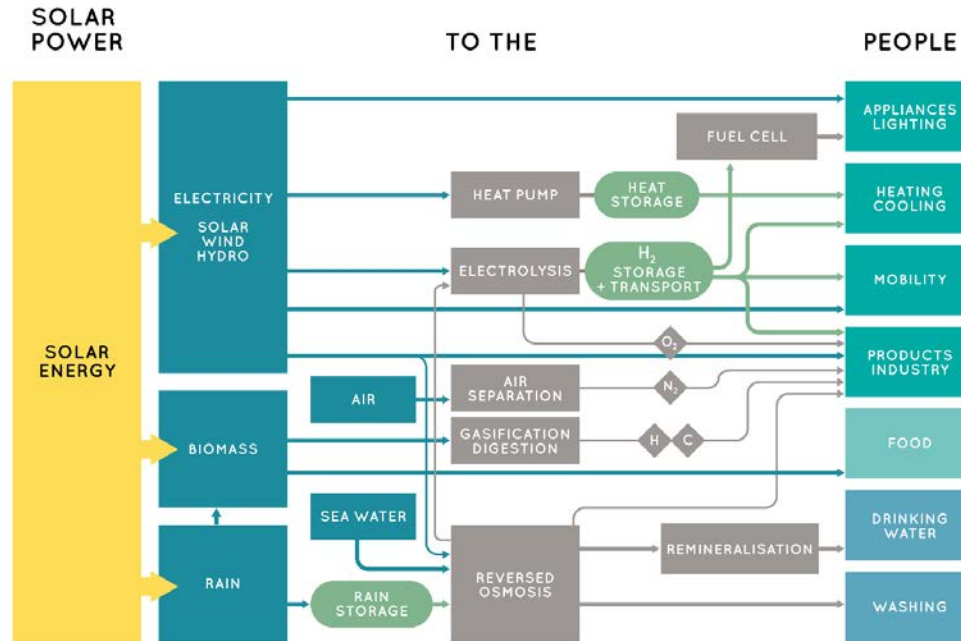 SOLAR
POWER
TO THE
PEOPLE
SOLAR
ENERGY
ELECTRICITY
SOLAR
WIND
HYDRO
BIOMASS
RAIN
AIR
SEA WATER
RAIN
STORAGE
HEAT PUMP
HEAT
STORAGE
ELECTROLYSIS
H₂
STORAGE
+ TRANSPORT
FUEL CELL
O₂
AIR
SEPARATION
N₂
GASIFICATION
DIGESTION
H
C
REVERSED
OSMOSIS
REMINERALISATION
APPLIANCES
LIGHTING
HEATING
COOLING
MOBILITY
PRODUCTS
INDUSTRY
FOOD
DRINKING
WATER
WASHING